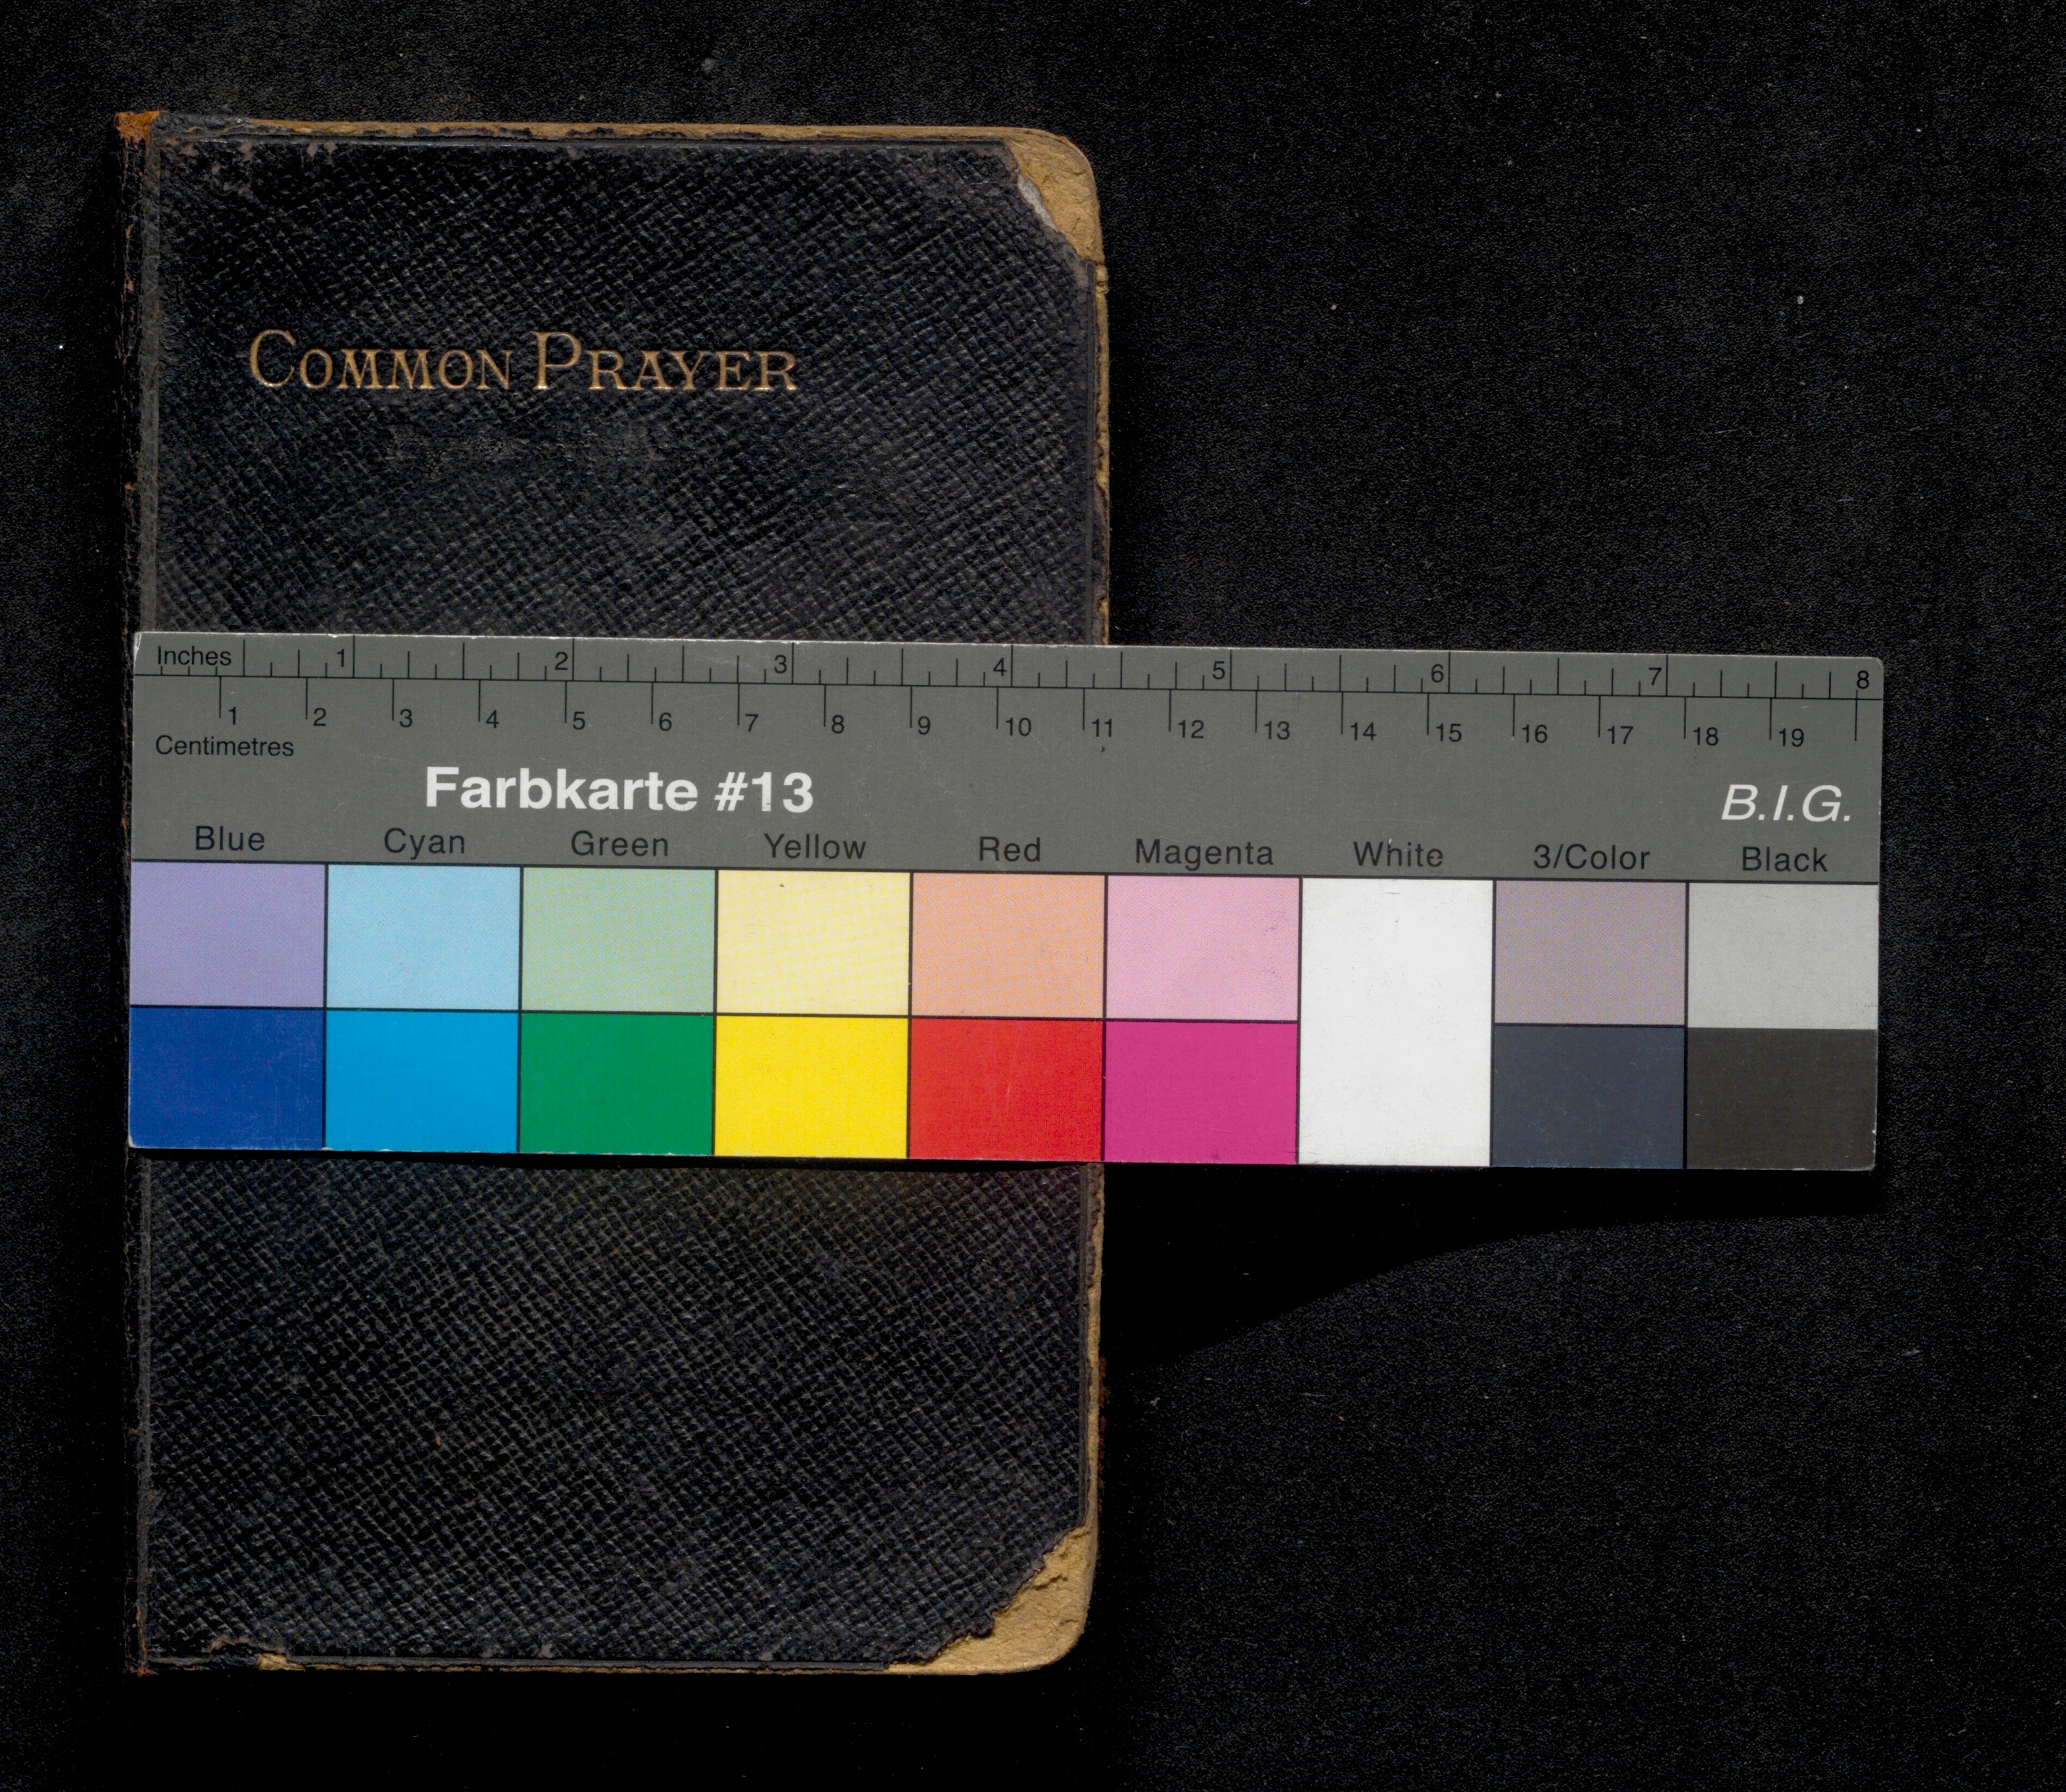 COMMON PRAYER
Inches 1 2 3 4 5 6 7 8
1 2 3 4 5 6 7 8 9 10 11 12 13 14 15 16 17 18 19
Centimetres
Farbkarte #13
B.I.G.
Blue Cyan Green Yellow Red Magenta White 3/Color Black